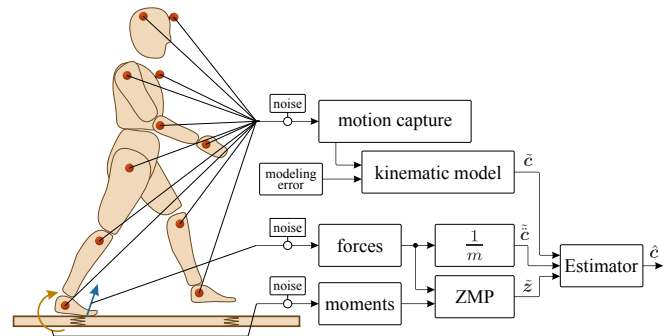 noise
motion capture
modeling
error
kinematic model
c̃
noise
forces
1
m
c̃̈
Estimator
ĉ
noise
moments
ZMP
z̃